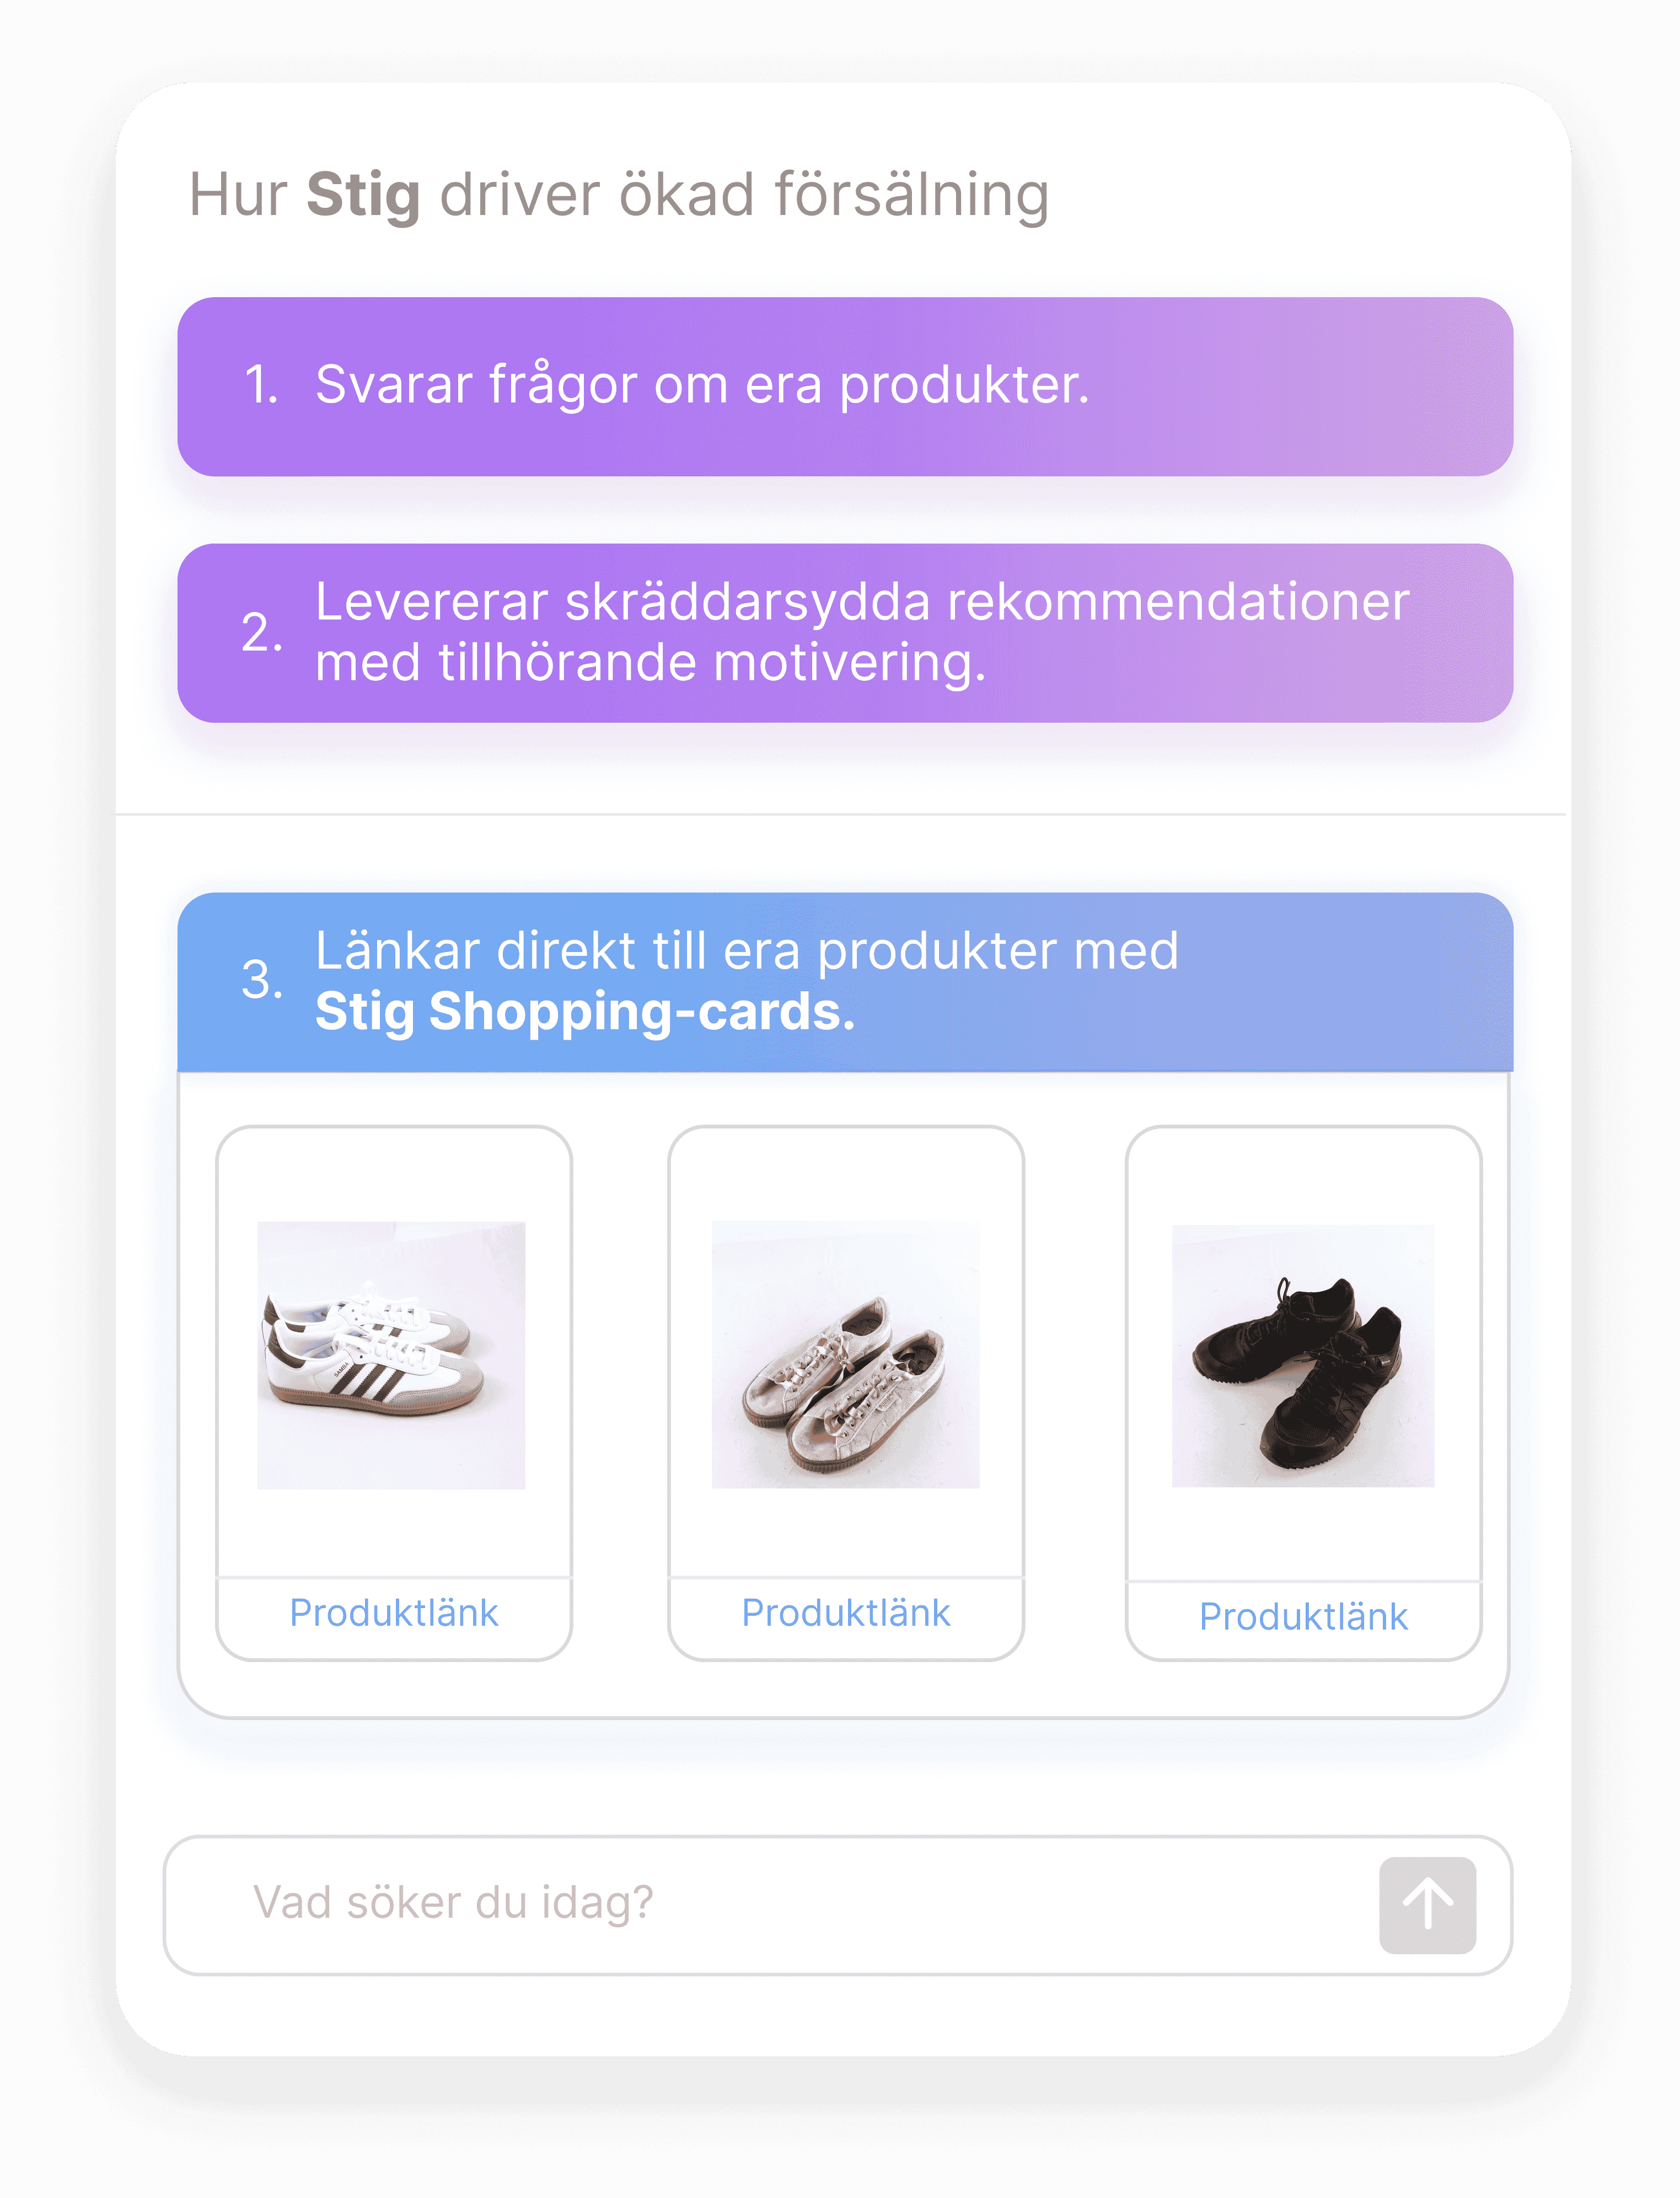 Hur Stig driver ökad försälning
1. Svarar frågor om era produkter.
2. Levererar skräddarsydda rekommendationer
med tillhörande motivering.
3. Länkar direkt till era produkter med
Stig Shopping-cards.
SAMBA
Produktlänk
Produktlänk
Produktlänk
Vad söker du idag?